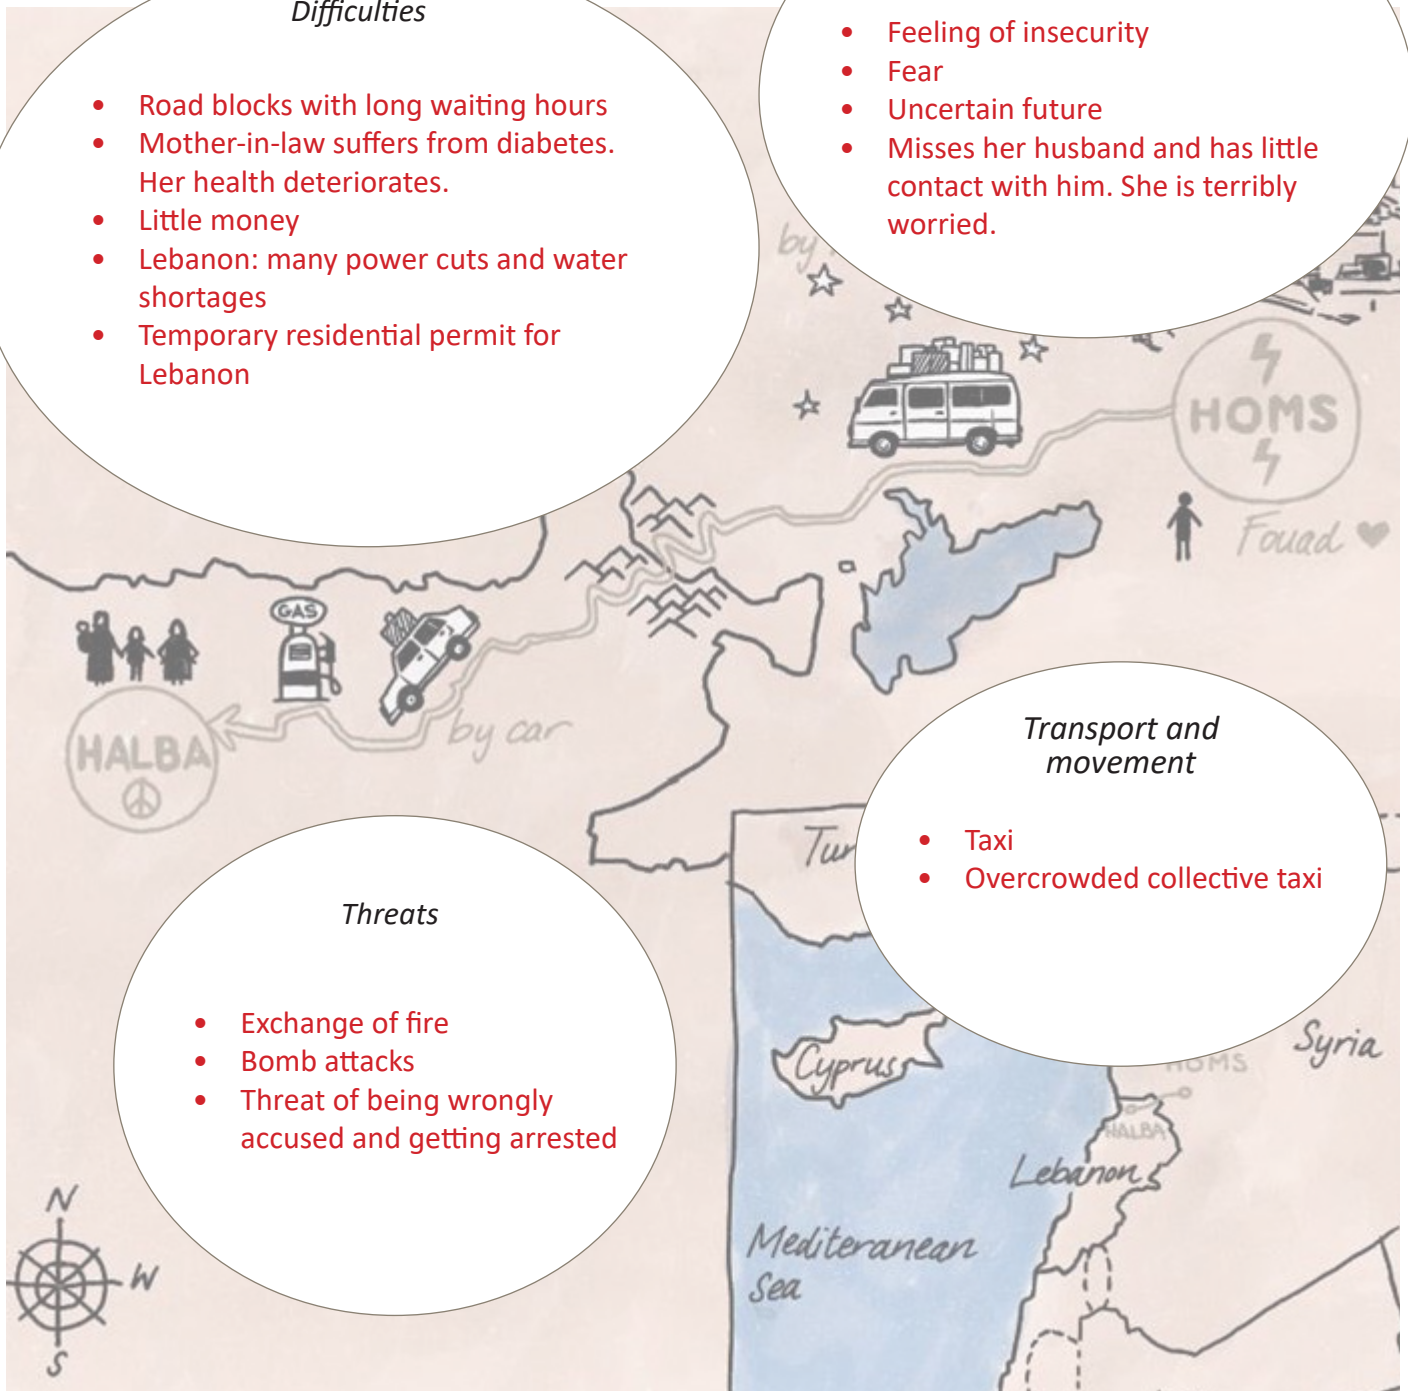 Difficulties
• Road blocks with long waiting hours
• Mother-in-law suffers from diabetes.
Her health deteriorates.
• Little money
• Lebanon: many power cuts and water
shortages
• Temporary residential permit for
Lebanon
• Feeling of insecurity
• Fear
• Uncertain future
• Misses her husband and has little
contact with him. She is terribly
worried.
by
HOMS
Fouad
GAS
HALBA
by car
Transport and
movement
• Taxi
• Overcrowded collective taxi
Threats
• Exchange of fire
• Bomb attacks
• Threat of being wrongly
accused and getting arrested
Tur
Cyprus
Syria
HOMS
HALBA
Lebanon
Mediteranean
Sea
N
W
S